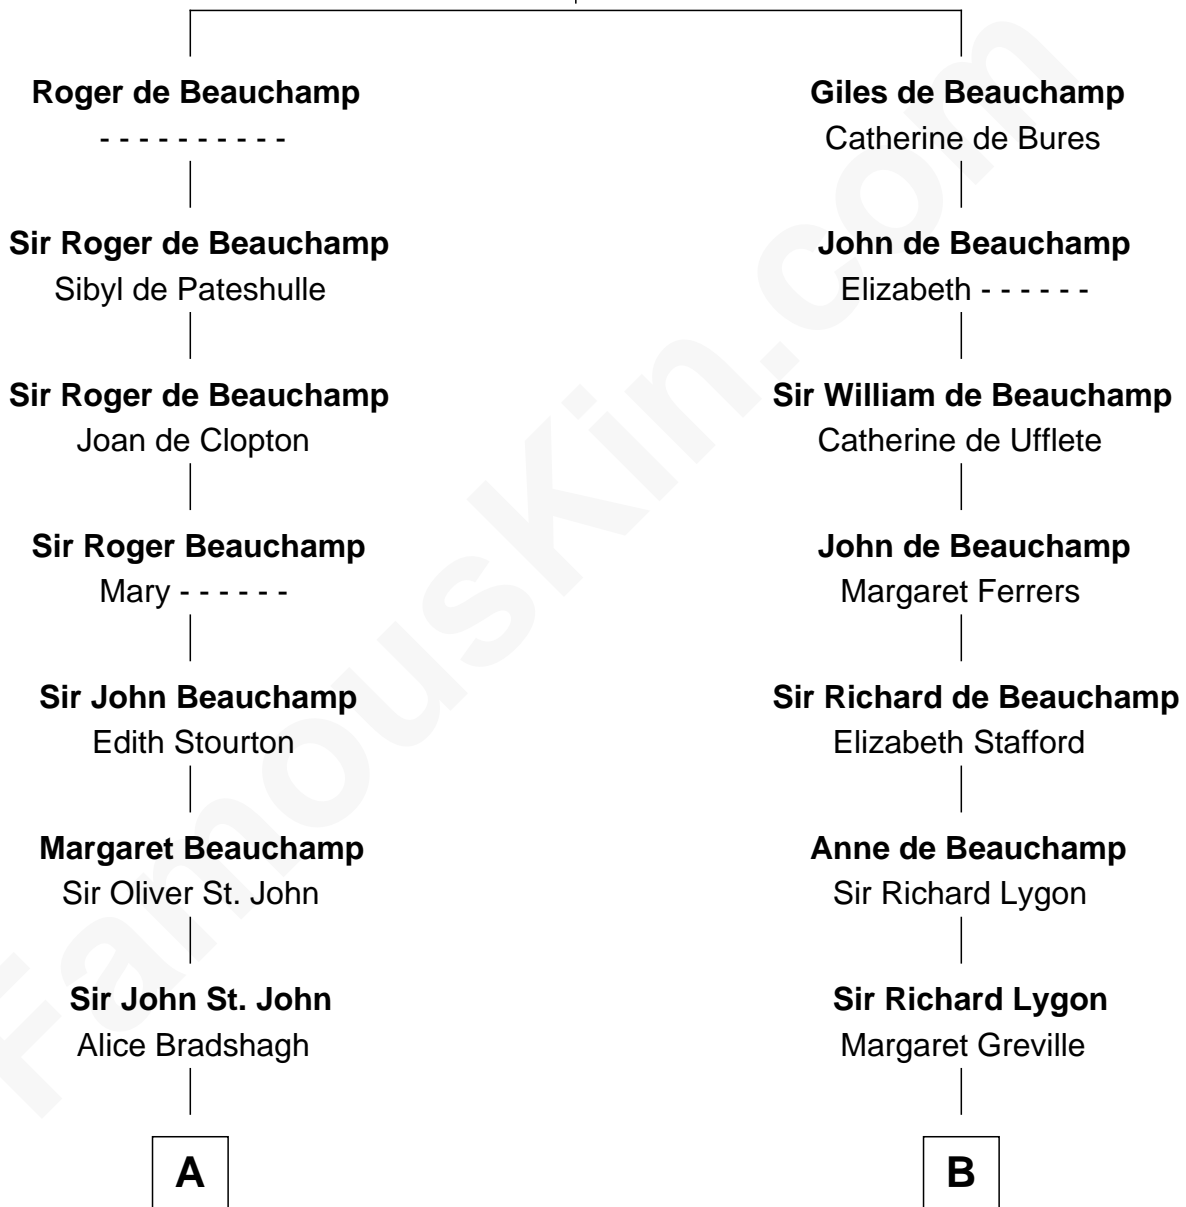 Roger de Beauchamp
- - - - - - - - - -
Sir Roger de Beauchamp
Sibyl de Pateshulle
Sir Roger de Beauchamp
Joan de Clopton
Sir Roger Beauchamp
Mary - - - - - -
Sir John Beauchamp
Edith Stourton
Margaret Beauchamp
Sir Oliver St. John
Sir John St. John
Alice Bradshagh
A
Giles de Beauchamp
Catherine de Bures
John de Beauchamp
Elizabeth - - - - - -
Sir William de Beauchamp
Catherine de Ufflete
John de Beauchamp
Margaret Ferrers
Sir Richard de Beauchamp
Elizabeth Stafford
Anne de Beauchamp
Sir Richard Lygon
Sir Richard Lygon
Margaret Greville
B
FamousKin.com